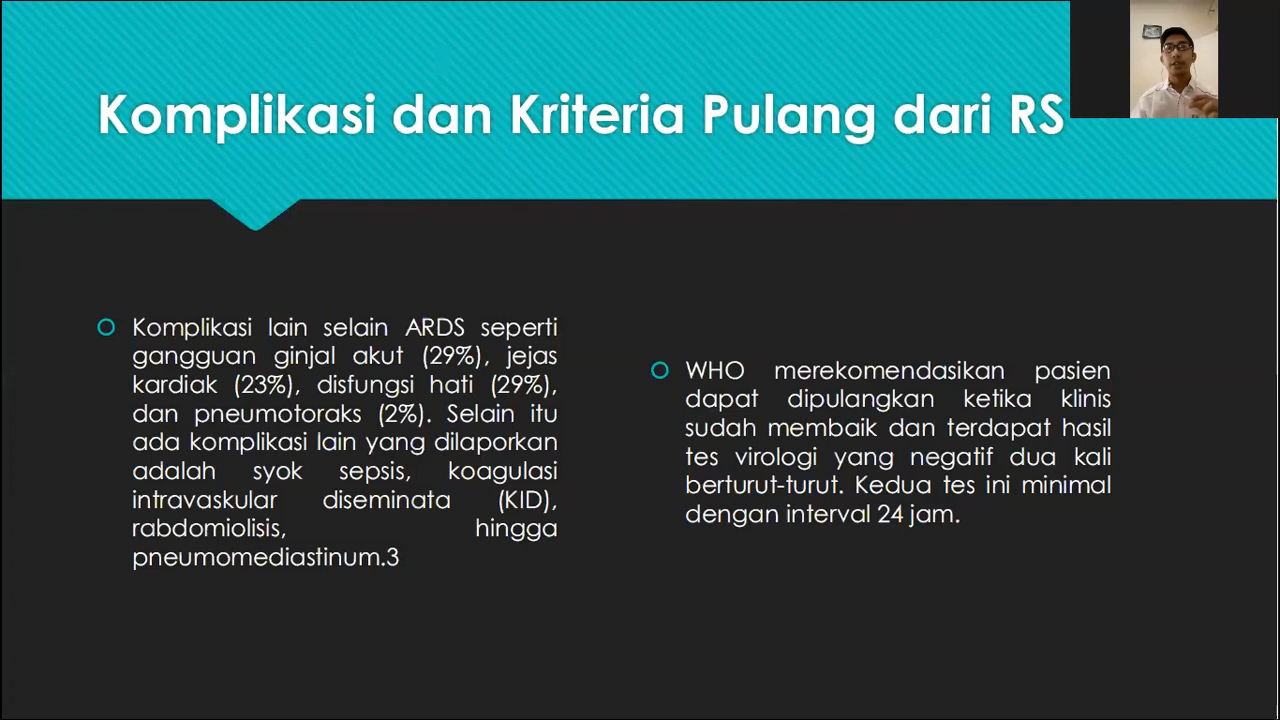 Komplikasi dan Kriteria Pulang dari RS
Komplikasi lain selain ARDS seperti
gangguan ginjal akut (29%), jejas
kardiak (23%), disfungsi hati (29%),
dan pneumotoraks (2%). Selain itu
ada komplikasi lain yang dilaporkan
adalah syok sepsis, koagulasi
intravaskular diseminata (KID),
rabdomiolisis, hingga
pneumomediastinum.3
WHO merekomendasikan pasien
dapat dipulangkan ketika klinis
sudah membaik dan terdapat hasil
tes virologi yang negatif dua kali
berturut-turut. Kedua tes ini minimal
dengan interval 24 jam.